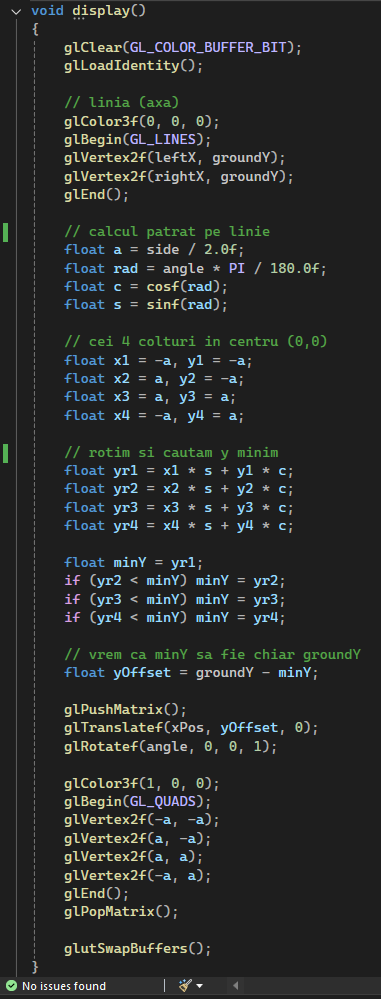 void display()
{
glClear(GL_COLOR_BUFFER_BIT);
glLoadIdentity();
// linia (axa)
glColor3f(0, 0, 0);
glBegin(GL_LINES);
glVertex2f(leftX, groundY);
glVertex2f(rightX, groundY);
glEnd();
// calcul patrat pe linie
float a = side / 2.0f;
float rad = angle * PI / 180.0f;
float c = cosf(rad);
float s = sinf(rad);
// cei 4 colturi in centru (0,0)
float x1 = -a, y1 = -a;
float x2 = a, y2 = -a;
float x3 = a, y3 = a;
float x4 = -a, y4 = a;
// rotim si cautam y minim
float yr1 = x1 * s + y1 * c;
float yr2 = x2 * s + y2 * c;
float yr3 = x3 * s + y3 * c;
float yr4 = x4 * s + y4 * c;
float minY = yr1;
if (yr2 < minY) minY = yr2;
if (yr3 < minY) minY = yr3;
if (yr4 < minY) minY = yr4;
// vrem ca minY sa fie chiar groundY
float yOffset = groundY - minY;
glPushMatrix();
glTranslatef(xPos, yOffset, 0);
glRotatef(angle, 0, 0, 1);
glColor3f(1, 0, 0);
glBegin(GL_QUADS);
glVertex2f(-a, -a);
glVertex2f(a, -a);
glVertex2f(a, a);
glVertex2f(-a, a);
glEnd();
glPopMatrix();
glutSwapBuffers();
}
No issues found